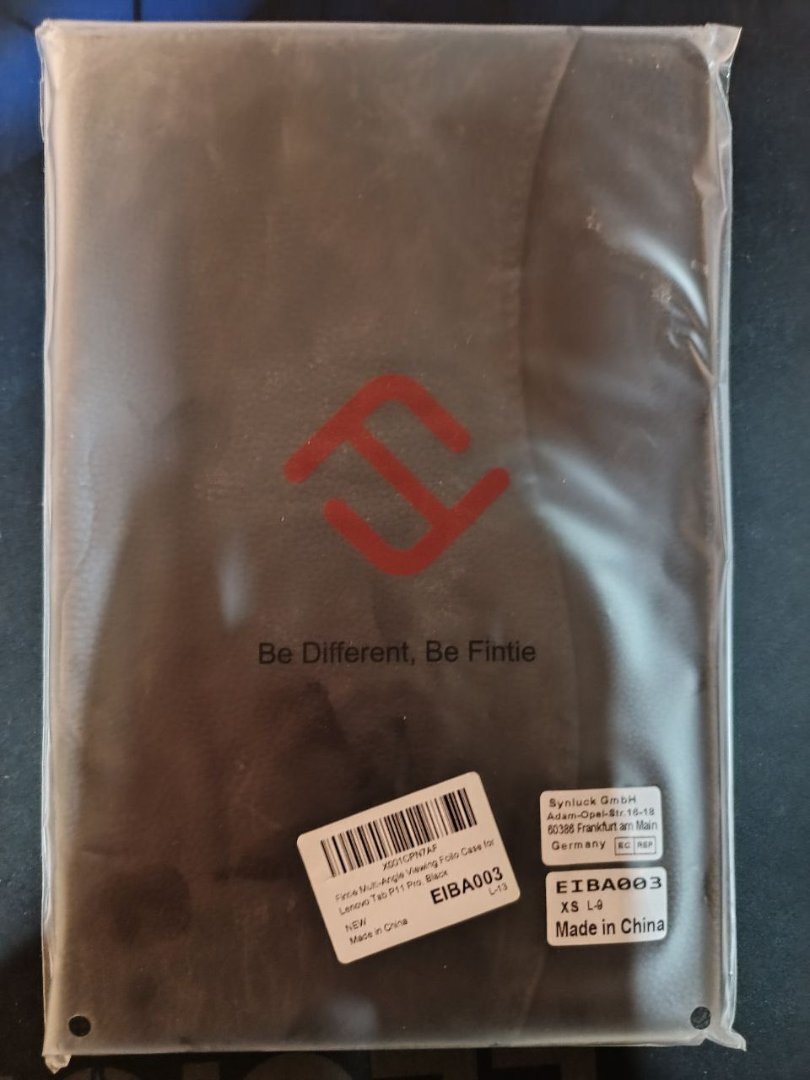 Be Different, Be Fintie
X001CPN7AF
Fintie Multi-Angle Viewing Folio Case for
Lenovo Tab P11 Pro, Black
EIBA003
L-13
NEW
Made in China
Synluck GmbH
Adam-Opel-Str.16-18
60386 Frankfurt am Main
Germany EC REP
EIBA003
XS L-9
Made in China